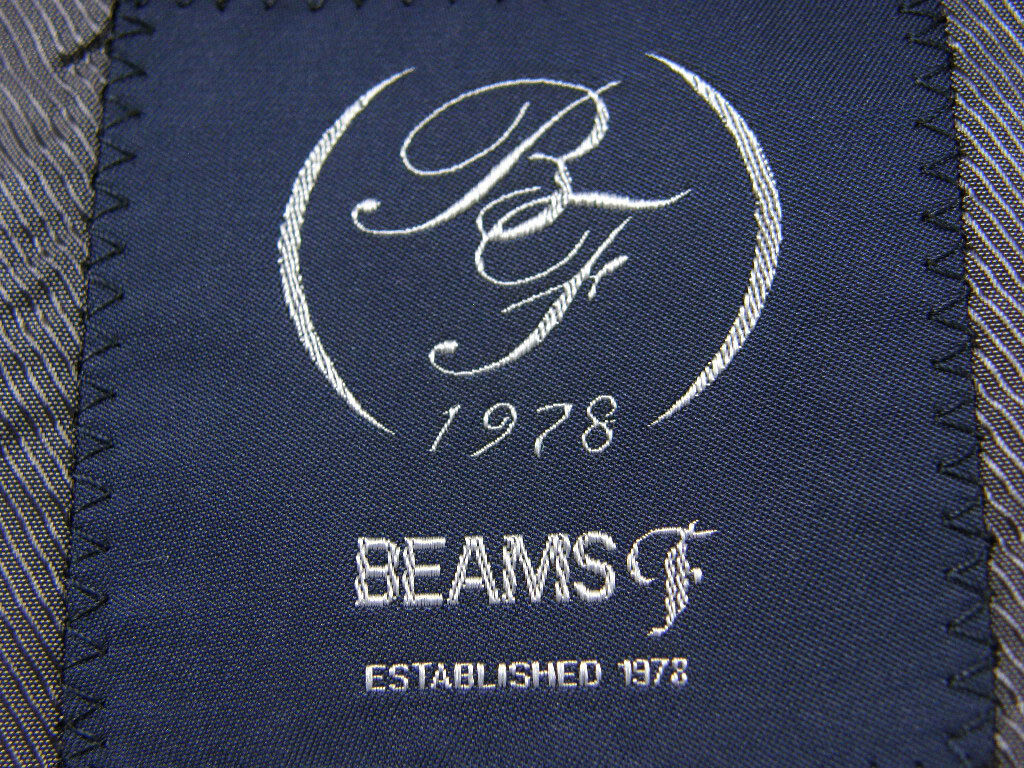 BF
1978
BEAMS F
ESTABLISHED 1978